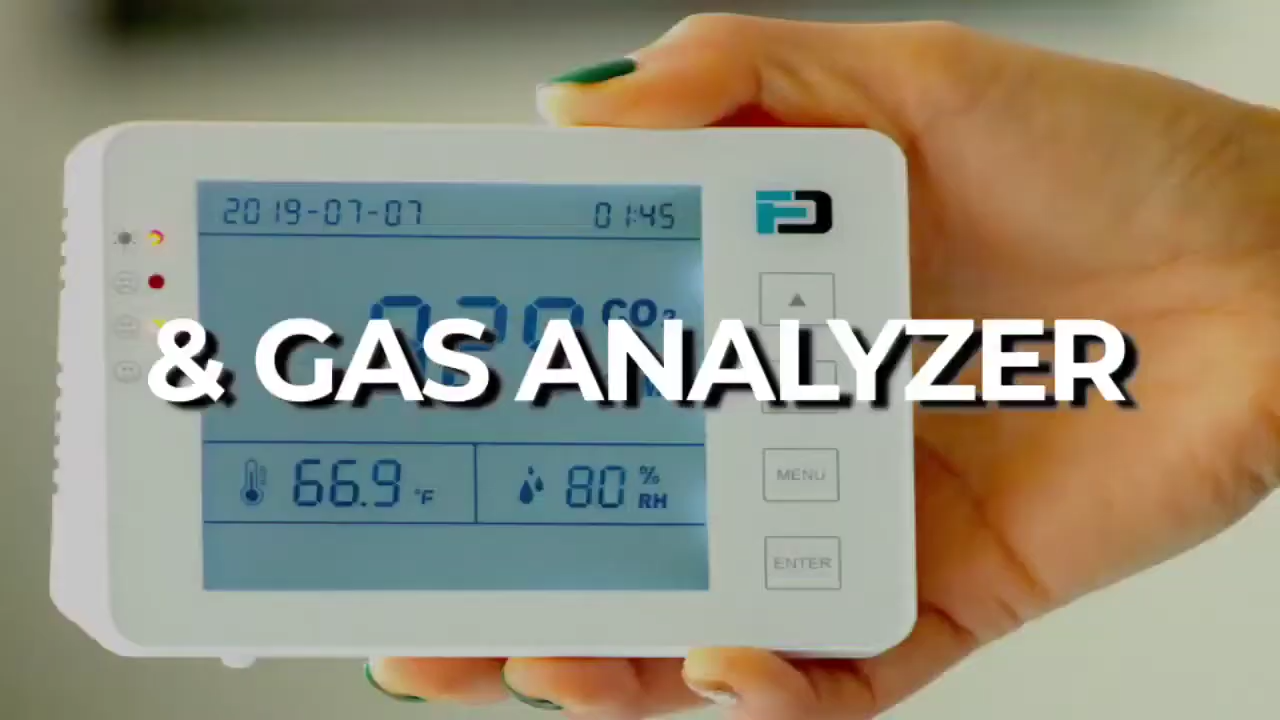 2019-07-07 01:45
CO₂
& GAS ANALYZER
66.9 °F 80 % RH
MENU
ENTER